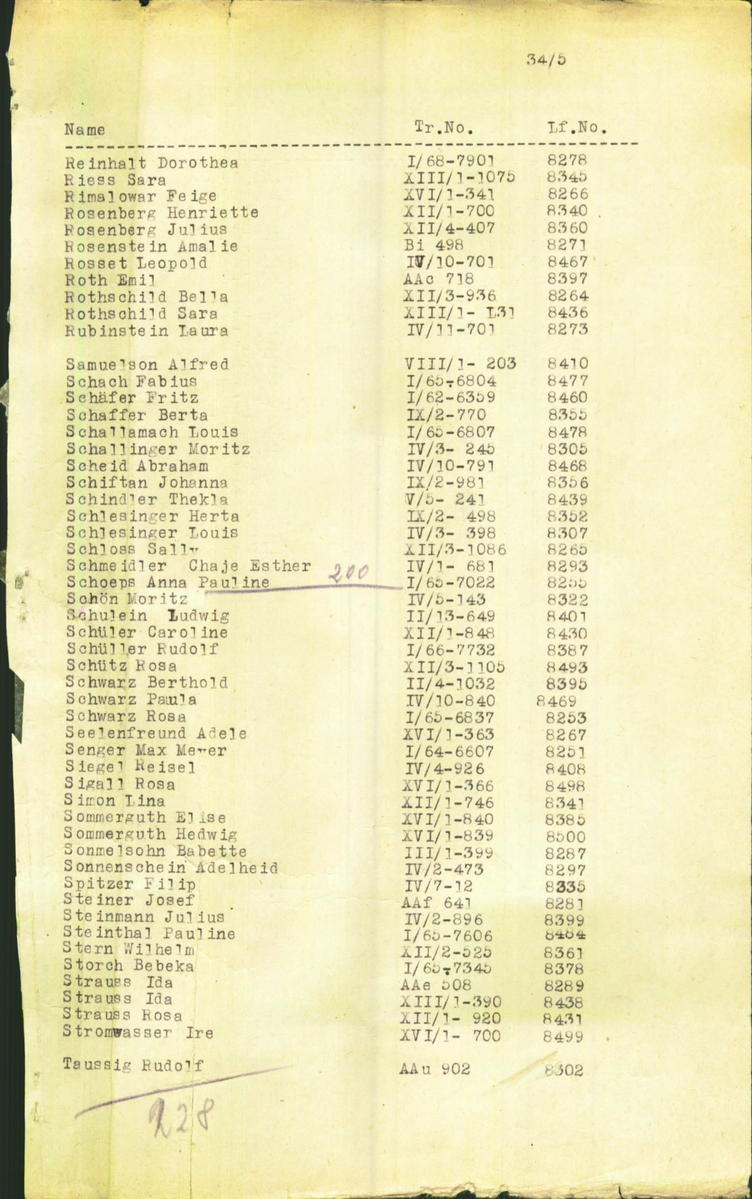 34/5
Name Tr.No. Lf.No.
Reinhalt Dorothea I/68-7901 8278
Riess Sara XIII/1-1075 8345
Rimalowar Feige XVI/1-341 8266
Rosenberg Henriette XII/1-700 8340
Rosenberg Julius XII/4-407 8360
Rosenstein Amalie Bi 498 8271
Rosset Leopold IV/10-701 8467
Roth Emil AAc 718 8397
Rothschild Bella XII/3-936 8264
Rothschild Sara XIII/1- L31 8436
Rubinstein Laura IV/11-701 8273
Samuelson Alfred VIII/1- 203 8410
Schach Fabius I/65-6804 8477
Schäfer Fritz I/62-6359 8460
Schaffer Berta IX/2-770 8355
Schallamach Louis I/65-6807 8478
Schallinger Moritz IV/3- 245 8305
Scheid Abraham IV/10-791 8468
Schiftan Johanna IX/2-981 8356
Schindler Thekla V/5- 241 8439
Schlesinger Herta IX/2- 498 8352
Schlesinger Louis IV/3- 398 8307
Schloss Sally XII/3-1086 8265
Schmeidler Chaje Esther IV/1- 681 8293
Schoeps Anna Pauline 200 I/65-7022 8255
Schön Moritz IV/5-143 8322
Schulein Ludwig II/13-649 8401
Schüler Caroline XII/1-848 8430
Schüller Rudolf I/66-7732 8387
Schütz Rosa XII/3-1105 8493
Schwarz Berthold II/4-1032 8395
Schwarz Paula IV/10-840 8469
Schwarz Rosa I/65-6837 8253
Seelenfreund Adele XVI/1-363 8267
Senger Max Meyer I/64-6607 8251
Siegel Reisel IV/4-926 8408
Sigall Rosa XVI/1-366 8498
Simon Lina XII/1-746 8341
Sommerguth Elise XVI/1-840 8385
Sommerguth Hedwig XVI/1-839 8500
Sonmelsohn Babette III/1-399 8287
Sonnenschein Adelheid IV/2-473 8297
Spitzer Filip IV/7-12 8335
Steiner Josef AAf 641 8281
Steinmann Julius IV/2-896 8399
Steinthal Pauline I/65-7606 8464
Stern Wilhelm XII/2-525 8361
Storch Bebeka I/65-7345 8378
Strauss Ida AAe 508 8289
Strauss Ida XIII/1-390 8438
Strauss Rosa XII/1- 920 8431
Stromwasser Ire XVI/1- 700 8499
Taussig Rudolf AAu 902 8302
228